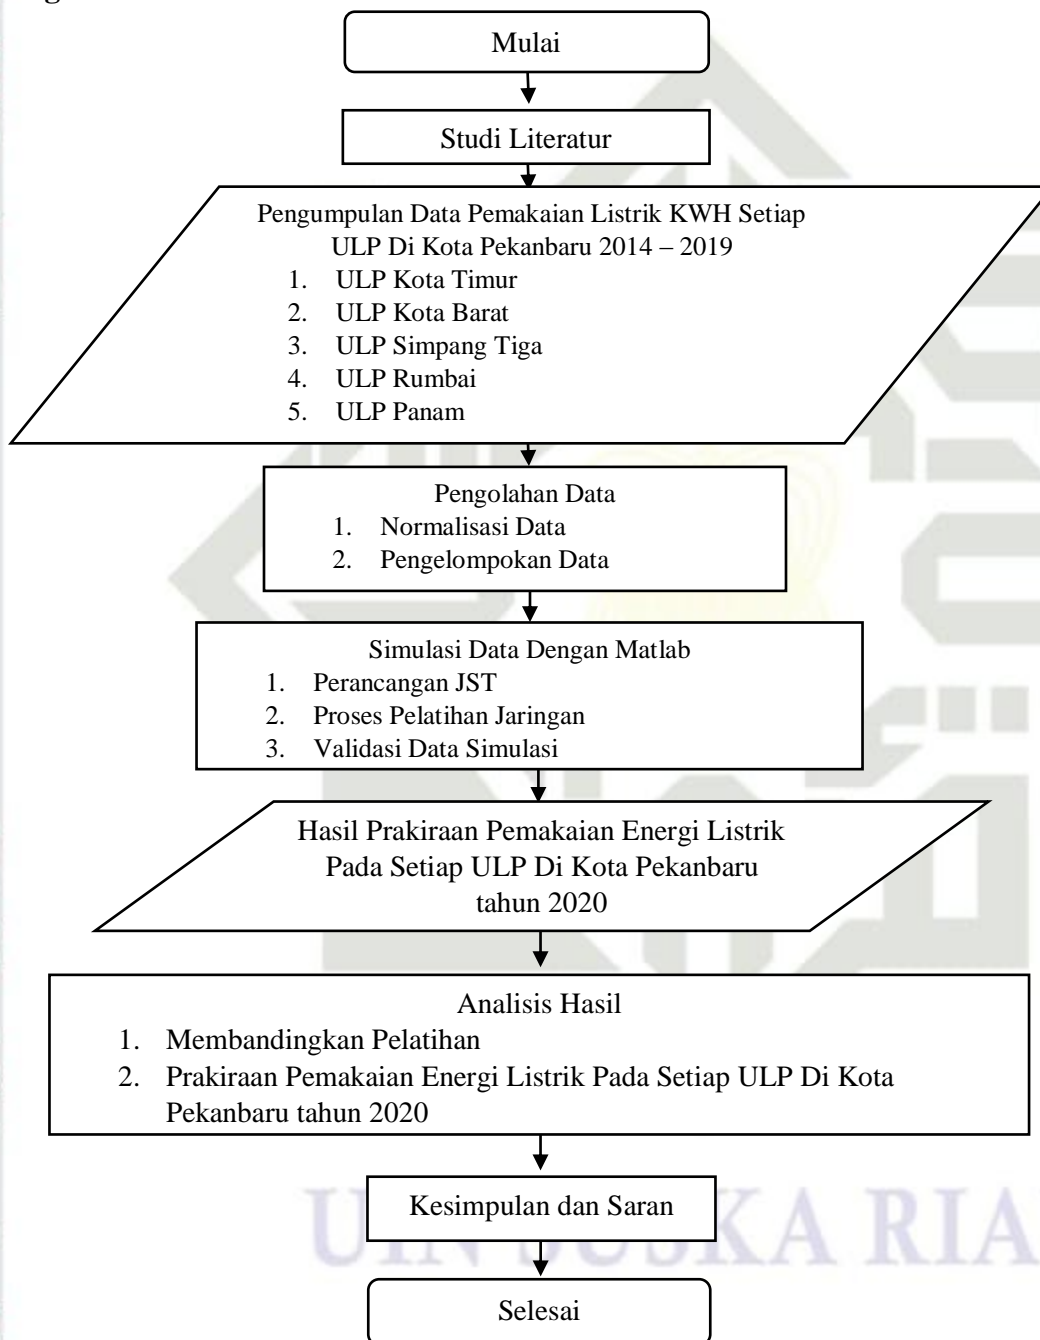 Mulai
Studi Literatur
Pengumpulan Data Pemakaian Listrik KWH Setiap
ULP Di Kota Pekanbaru 2014 – 2019
1. ULP Kota Timur
2. ULP Kota Barat
3. ULP Simpang Tiga
4. ULP Rumbai
5. ULP Panam
Pengolahan Data
1. Normalisasi Data
2. Pengelompokan Data
Simulasi Data Dengan Matlab
1. Perancangan JST
2. Proses Pelatihan Jaringan
3. Validasi Data Simulasi
Hasil Prakiraan Pemakaian Energi Listrik
Pada Setiap ULP Di Kota Pekanbaru
tahun 2020
Analisis Hasil
1. Membandingkan Pelatihan
2. Prakiraan Pemakaian Energi Listrik Pada Setiap ULP Di Kota
Pekanbaru tahun 2020
Kesimpulan dan Saran
UIN SUSKA RIA
Selesai